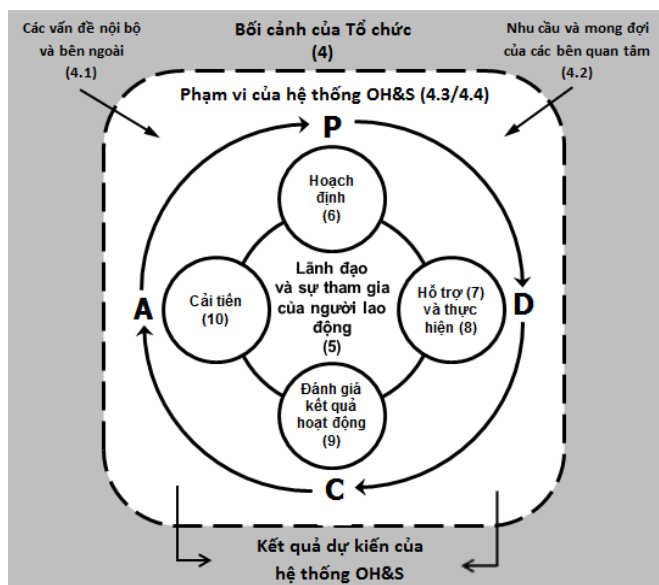 Các vấn đề nội bộ
và bên ngoài
(4.1)
Bối cảnh của Tổ chức
(4)
Nhu cầu và mong đợi
của các bên quan tâm
(4.2)
Phạm vi của hệ thống OH&S (4.3/4.4)
P
Hoạch
định
(6)
Lãnh đạo
và sự tham gia
của người lao
động
(5)
A
Cải tiến
(10)
Hỗ trợ (7)
và thực
hiện (8)
D
Đánh giá
kết quả
hoạt động
(9)
C
Kết quả dự kiến của
hệ thống OH&S